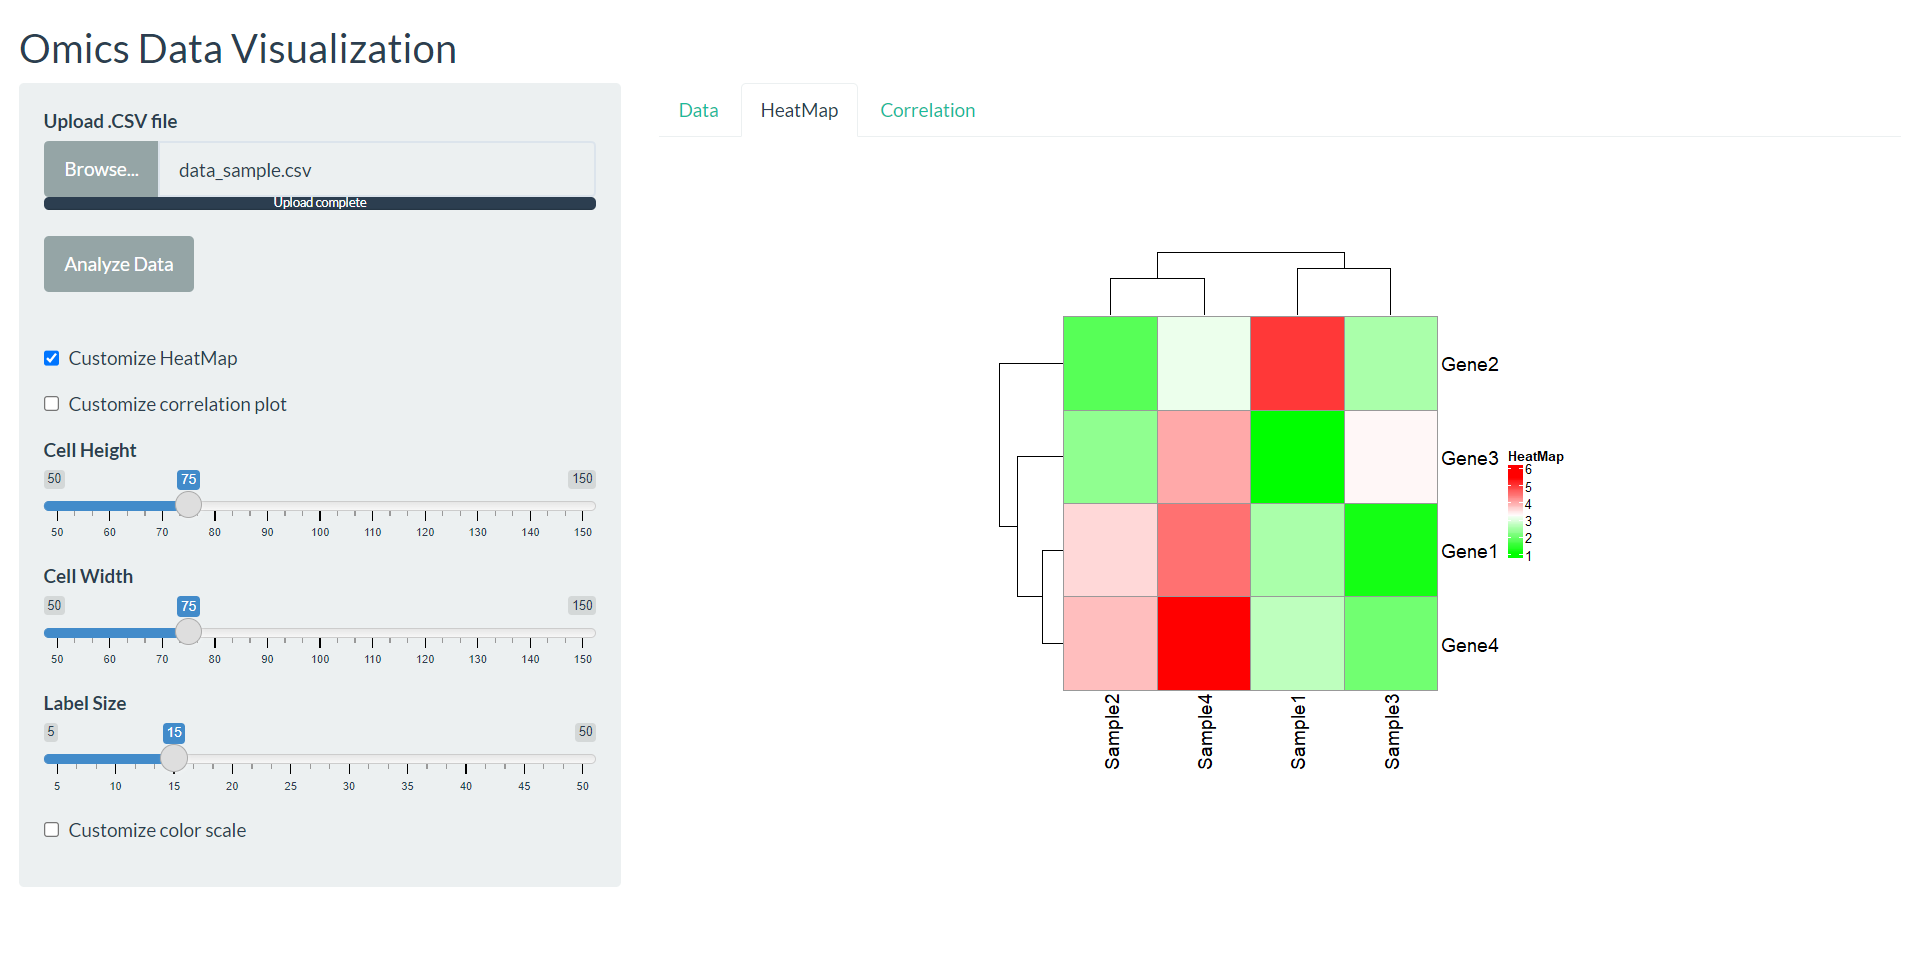 Omics Data Visualization
Upload .CSV file
Browse... data_sample.csv
Upload complete
Analyze Data
Customize HeatMap
Customize correlation plot
Cell Height
50 75 150
50 60 70 80 90 100 110 120 130 140 150
Cell Width
50 75 150
50 60 70 80 90 100 110 120 130 140 150
Label Size
5 15 50
5 10 15 20 25 30 35 40 45 50
Customize color scale
Data HeatMap Correlation
Gene2
Gene3
Gene1
Gene4
Sample2 Sample4 Sample1 Sample3
HeatMap
6
5
4
3
2
1